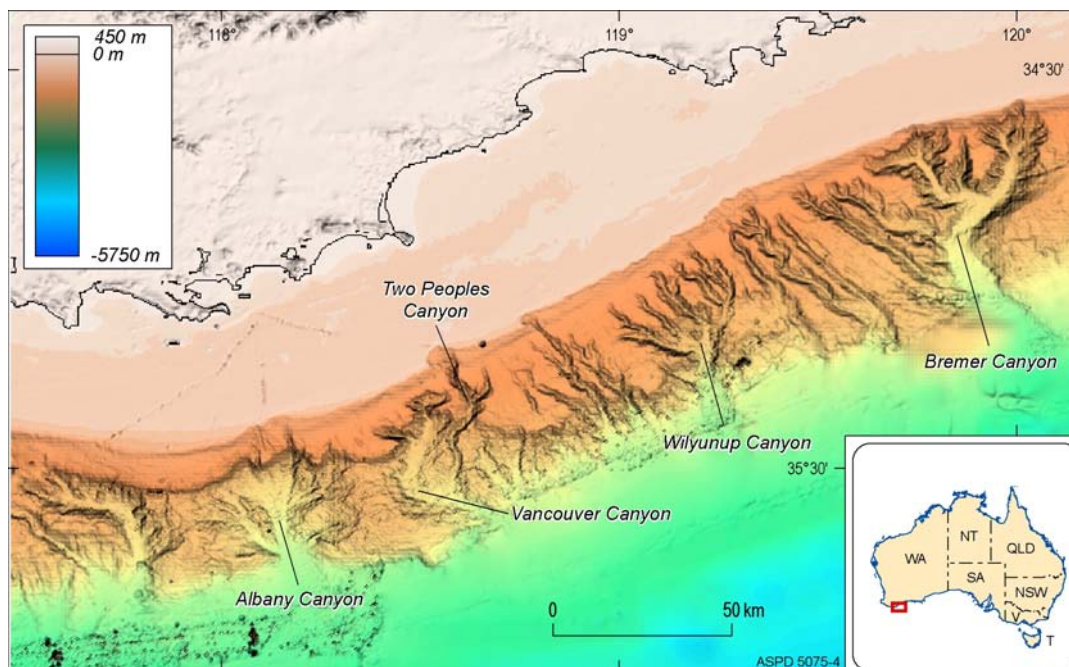 450 m
0 m
-5750 m
118°
119°
120°
34°30'
Two Peoples
Canyon
Bremer Canyon
Wilyunup Canyon
35°30'
Vancouver Canyon
Albany Canyon
0
50 km
ASPD 5075-4
WA
NT
QLD
SA
NSW
V
T